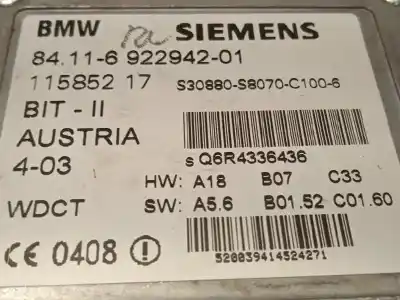 BMW SIEMENS
84.11-6 922942-01
115852 17 S30880-S8070-C100-6
BIT - II
AUSTRIA
4-03
s Q6R4336436
HW: A18 B07 C33
WDCT SW: A5.6 B01.52 C01.60
CE 0408
520039414524271